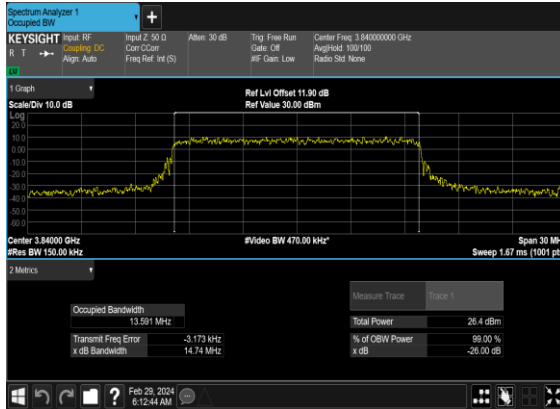 Spectrum Analyzer 1
Occupied BW
KEYSIGHT Input: RF Input Z: 50 Ω Atten: 30 dB Trig: Free Run Center Freq: 3.840000000 GHz
R T Coupling: DC Corr CCorr Gate: Off Avg|Hold: 100/100
Align: Auto Freq Ref: Int (S) #IF Gain: Low Radio Std: None
LU
1 Graph
Ref Lvl Offset 11.90 dB
Scale/Div 10.0 dB Ref Value 30.00 dBm
Log
20.0
10.0
0.00
-10.0
-20.0
-30.0
-40.0
-50.0
-60.0
Center 3.84000 GHz #Video BW 470.00 kHz* Span 30 MH
#Res BW 150.00 kHz Sweep 1.67 ms (1001 pt
2 Metrics
Measure Trace Trace 1
Occupied Bandwidth
13.591 MHz Total Power 26.4 dBm
Transmit Freq Error -3.173 kHz % of OBW Power 99.00 %
x dB Bandwidth 14.74 MHz x dB -26.00 dB
? Feb 29, 2024
6:12:44 AM